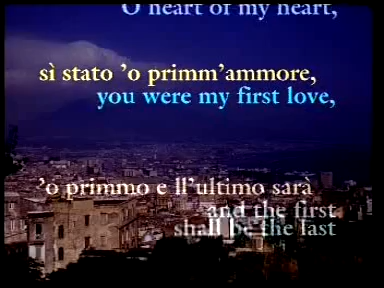 O heart of my heart,
sì stato 'o primm'ammore,
you were my first love,
'o primmo e ll'ultimo sarà
and the first
shall be the last